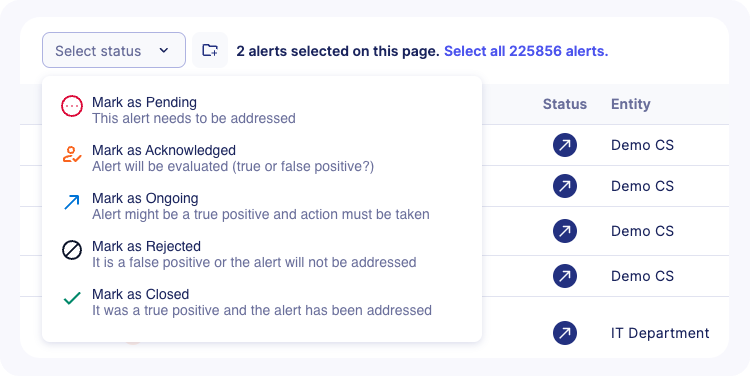 Select status
2 alerts selected on this page. Select all 225856 alerts.
Mark as Pending
This alert needs to be addressed
Mark as Acknowledged
Alert will be evaluated (true or false positive?)
Mark as Ongoing
Alert might be a true positive and action must be taken
Mark as Rejected
It is a false positive or the alert will not be addressed
Mark as Closed
It was a true positive and the alert has been addressed
Status Entity
Demo CS
Demo CS
Demo CS
Demo CS
IT Department